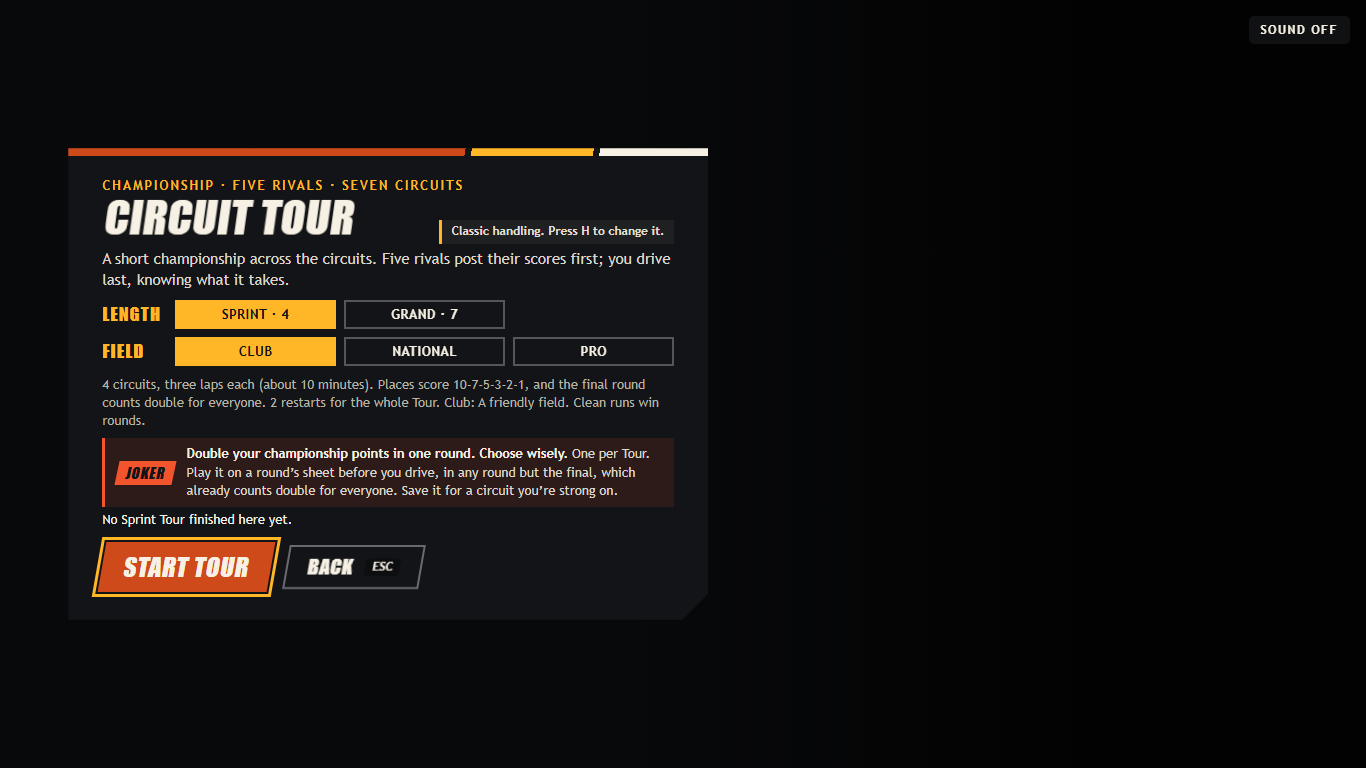 SOUND OFF
CHAMPIONSHIP · FIVE RIVALS · SEVEN CIRCUITS
CIRCUIT TOUR
Classic handling. Press H to change it.
A short championship across the circuits. Five rivals post their scores first; you drive
last, knowing what it takes.
LENGTH SPRINT · 4 GRAND · 7
FIELD CLUB NATIONAL PRO
4 circuits, three laps each (about 10 minutes). Places score 10-7-5-3-2-1, and the final round
counts double for everyone. 2 restarts for the whole Tour. Club: A friendly field. Clean runs win
rounds.
JOKER
Double your championship points in one round. Choose wisely. One per Tour.
Play it on a round’s sheet before you drive, in any round but the final, which
already counts double for everyone. Save it for a circuit you’re strong on.
No Sprint Tour finished here yet.
START TOUR BACK ESC